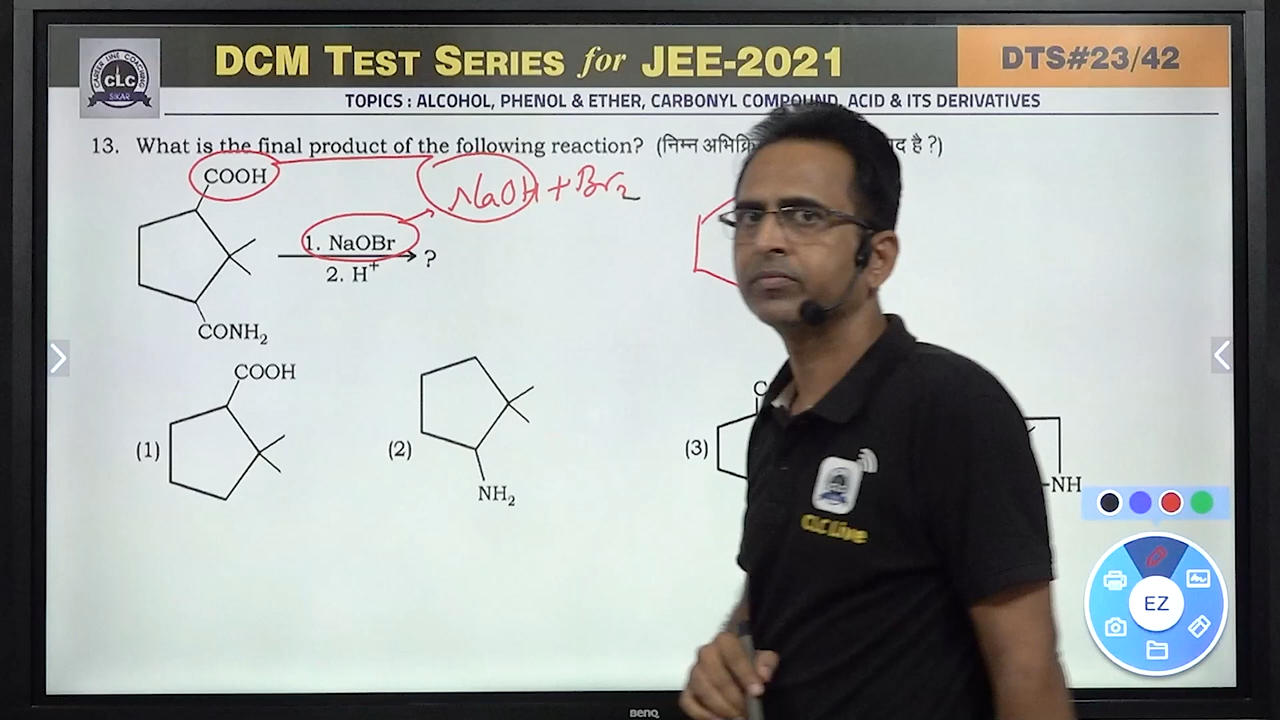 CAREER LINE COACHING
CLC
SIKAR
DCM TEST SERIES for JEE-2021
DTS#23/42
TOPICS : ALCOHOL, PHENOL & ETHER, CARBONYL COMPOUND, ACID & ITS DERIVATIVES
13. What is the final product of the following reaction? (निम्न है ?)
COOH
NaOH + Br2
1. NaOBr
2. H+
?
CONH2
COOH
(1)
(2)
NH2
(3)
NH
CLC Live
EZ
BenQ